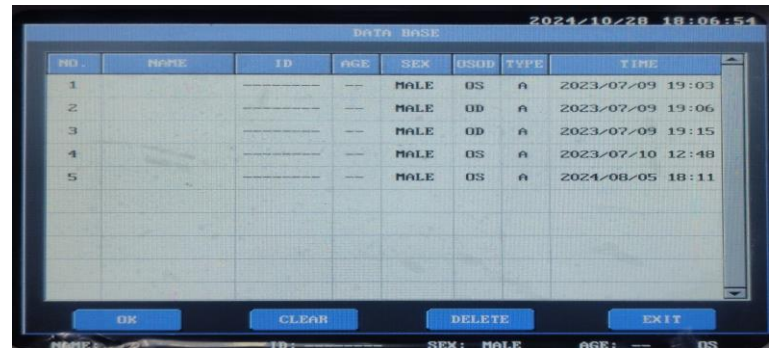 2024/10/28 18:06:54
DATA BASE
NO. NAME ID AGE SEX OSOD TYPE TIME
1 -------- -- MALE OS A 2023/07/09 19:03
2 -------- -- MALE OD A 2023/07/09 19:06
3 -------- -- MALE OD A 2023/07/09 19:15
4 -------- -- MALE OS A 2023/07/10 12:48
5 -------- -- MALE OS A 2024/08/05 18:11
OK CLEAR DELETE EXIT
NAME: ID: -------- SEX: MALE AGE: -- OS